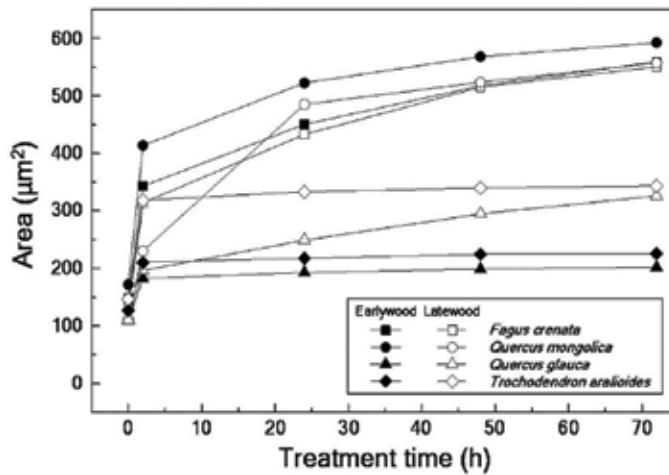 600
500
400
300
200
100
0
Area (µm²)
Earlywood Latewood
Fagus crenata
Quercus mongolica
Quercus glauca
Trochodendron aralioides
0 10 20 30 40 50 60 70
Treatment time (h)